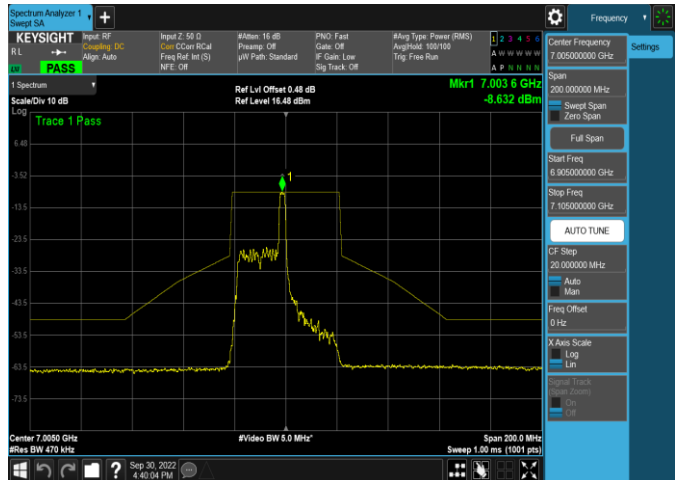 Spectrum Analyzer 1
Swept SA
Frequency
KEYSIGHT
RL
PASS
Input: RF
Coupling: DC
Align: Auto
Input Z: 50 Ω
Corr CCorr RCal
Freq Ref: Int (S)
NFE: Off
#Atten: 16 dB
Preamp: Off
µW Path: Standard
PNO: Fast
Gate: Off
IF Gain: Low
Sig Track: Off
#Avg Type: Power (RMS)
Avg|Hold: 100/100
Trig: Free Run
1 2 3 4 5 6
A W W W W W
A P N N N N
1 Spectrum
Scale/Div 10 dB
Log
Ref Lvl Offset 0.48 dB
Ref Level 16.48 dBm
Mkr1 7.003 6 GHz
-8.632 dBm
Trace 1 Pass
1
6.48
-3.52
-13.5
-23.5
-33.5
-43.5
-53.5
-63.5
-73.5
Center 7.0050 GHz
#Res BW 470 kHz
#Video BW 5.0 MHz*
Span 200.0 MHz
Sweep 1.00 ms (1001 pts)
Sep 30, 2022
4:40:04 PM
Center Frequency
7.005000000 GHz
Settings
Span
200.000000 MHz
Swept Span
Zero Span
Full Span
Start Freq
6.905000000 GHz
Stop Freq
7.105000000 GHz
AUTO TUNE
CF Step
20.000000 MHz
Auto
Man
Freq Offset
0 Hz
X Axis Scale
Log
Lin
Signal Track
(Span Zoom)
On
Off